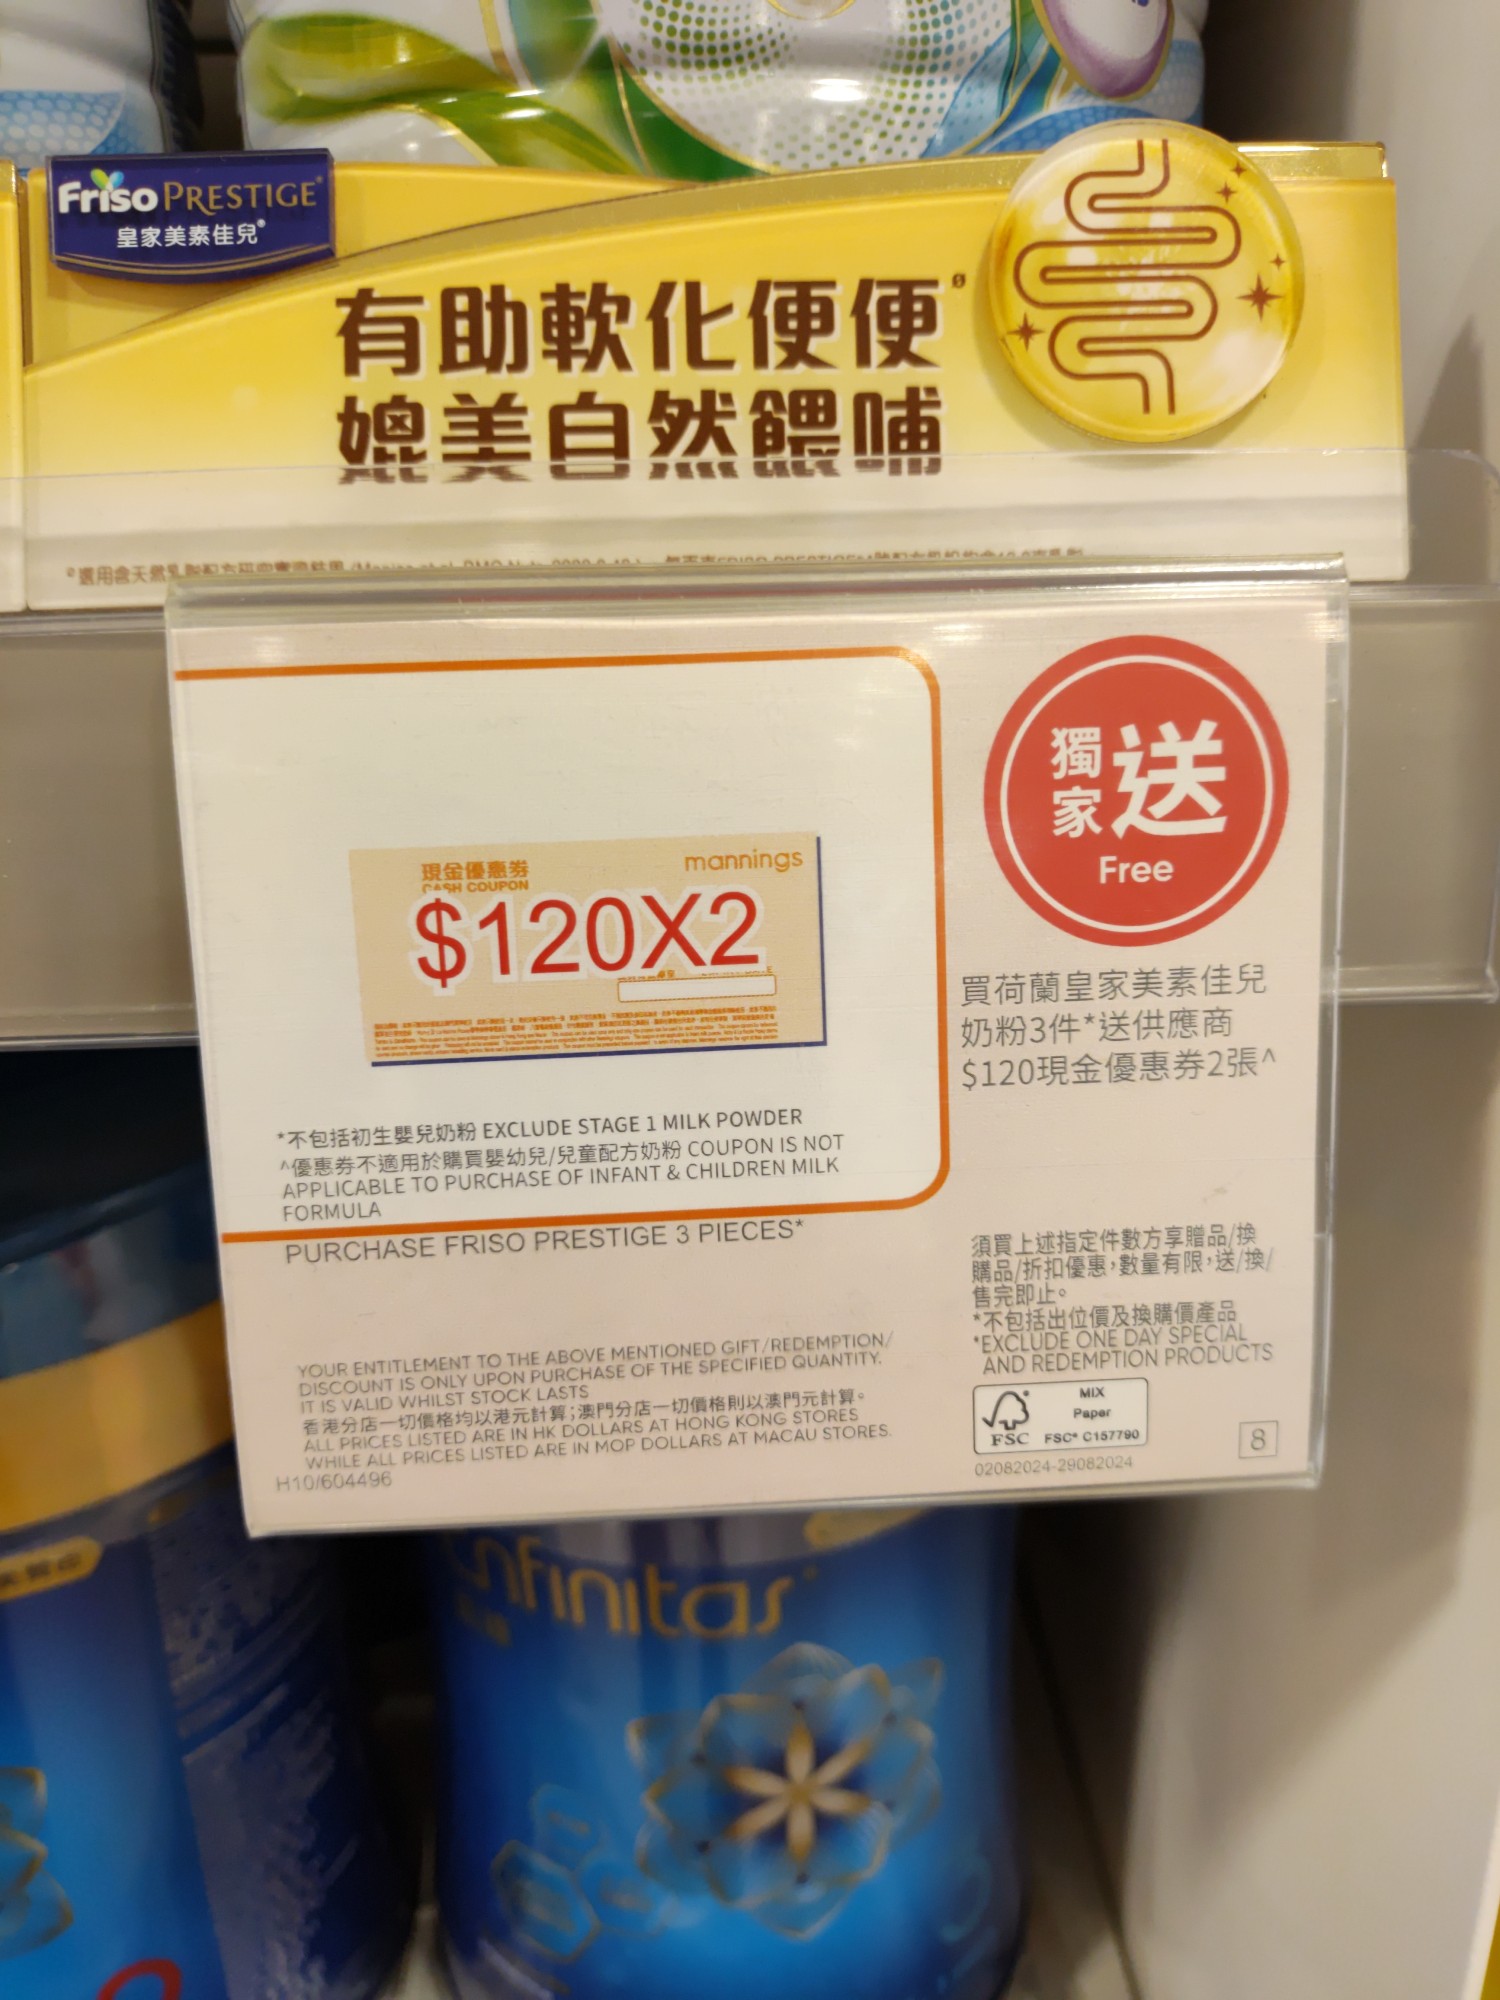 Friso PRESTIGE
皇家美素佳兒®
有助軟化便便ø
媲美自然餵哺
獨家送
Free
現金優惠券
CASH COUPON
mannings
$120X2
買荷蘭皇家美素佳兒
奶粉3件*送供應商
$120現金優惠券2張^
*不包括初生嬰兒奶粉 EXCLUDE STAGE 1 MILK POWDER
^優惠券不適用於購買嬰幼兒/兒童配方奶粉 COUPON IS NOT
APPLICABLE TO PURCHASE OF INFANT & CHILDREN MILK
FORMULA
PURCHASE FRISO PRESTIGE 3 PIECES*
須買上述指定件數方享贈品/換
購品/折扣優惠,數量有限,送/換/
售完即止。
*不包括出位價及換購價產品
*EXCLUDE ONE DAY SPECIAL
AND REDEMPTION PRODUCTS
YOUR ENTITLEMENT TO THE ABOVE MENTIONED GIFT/REDEMPTION/
DISCOUNT IS ONLY UPON PURCHASE OF THE SPECIFIED QUANTITY.
IT IS VALID WHILST STOCK LASTS
香港分店一切價格均以港元計算;澳門分店一切價格則以澳門元計算。
ALL PRICES LISTED ARE IN HK DOLLARS AT HONG KONG STORES
WHILE ALL PRICES LISTED ARE IN MOP DOLLARS AT MACAU STORES.
H10/604496
FSC
MIX
Paper
FSC® C157790
02082024-29082024
8
enfinitas